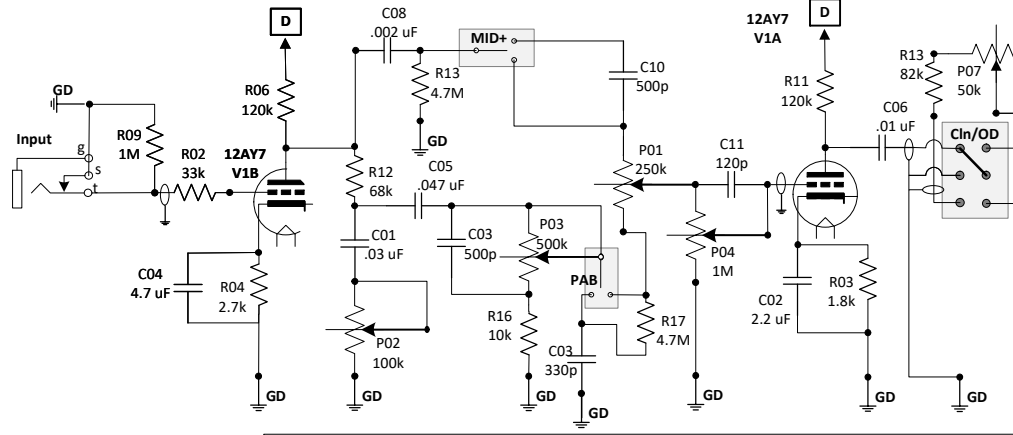 D
C08
.002 uF
MID+
12AY7
V1A
D
R13
82k
P07
50k
GD
R06
120k
R13
4.7M
C10
500p
R11
120k
C06
.01 uF
Input
g
s
t
R09
1M
R02
33k
12AY7
V1B
GD
Cln/OD
R12
68k
C05
.047 uF
P01
250k
C11
120p
C01
.03 uF
C03
500p
P03
500k
P04
1M
C04
4.7 uF
R04
2.7k
PAB
C02
2.2 uF
R03
1.8k
P02
100k
R16
10k
R17
4.7M
C03
330p
GD
GD
GD
GD
GD
GD
GD